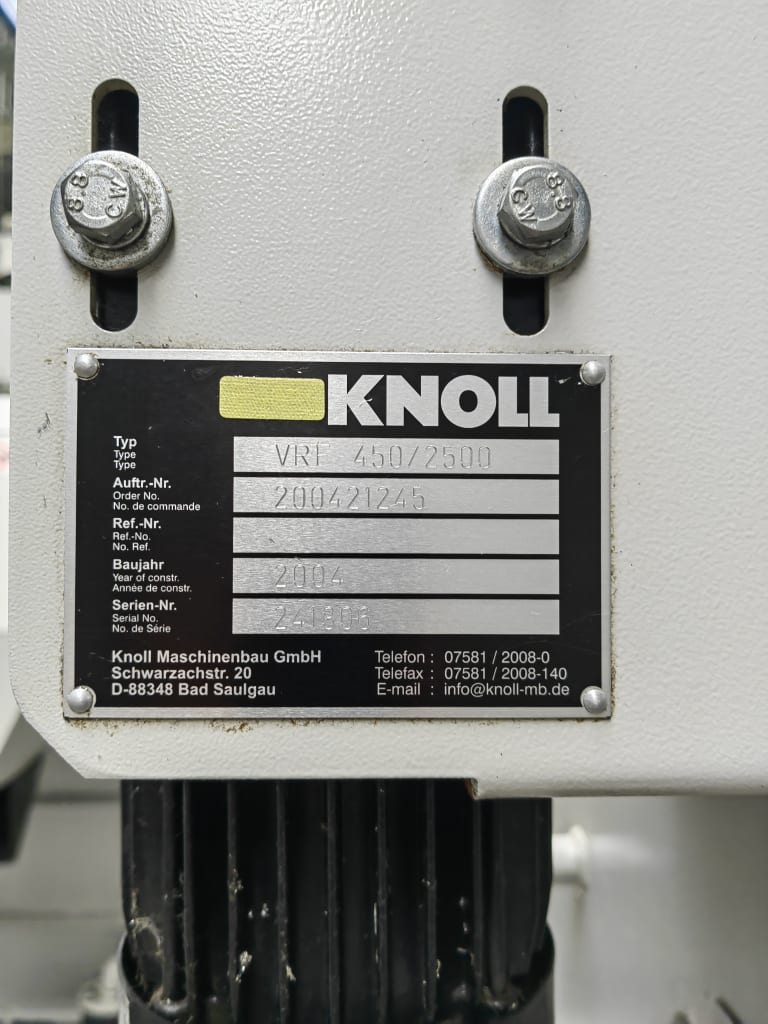 8.8
CW
8.8
CW
KNOLL
Typ
Type
Type
VRF 450/2500
Auftr.-Nr.
Order No.
No. de commande
200421245
Ref.-Nr.
Ref.-No.
No. Ref.
Baujahr
Year of constr.
Année de constr.
2004
Serien-Nr.
Serial No.
No. de Série
Knoll Maschinenbau GmbH
Schwarzachstr. 20
D-88348 Bad Saulgau
Telefon : 07581 / 2008-0
Telefax : 07581 / 2008-140
E-mail : info@knoll-mb.de